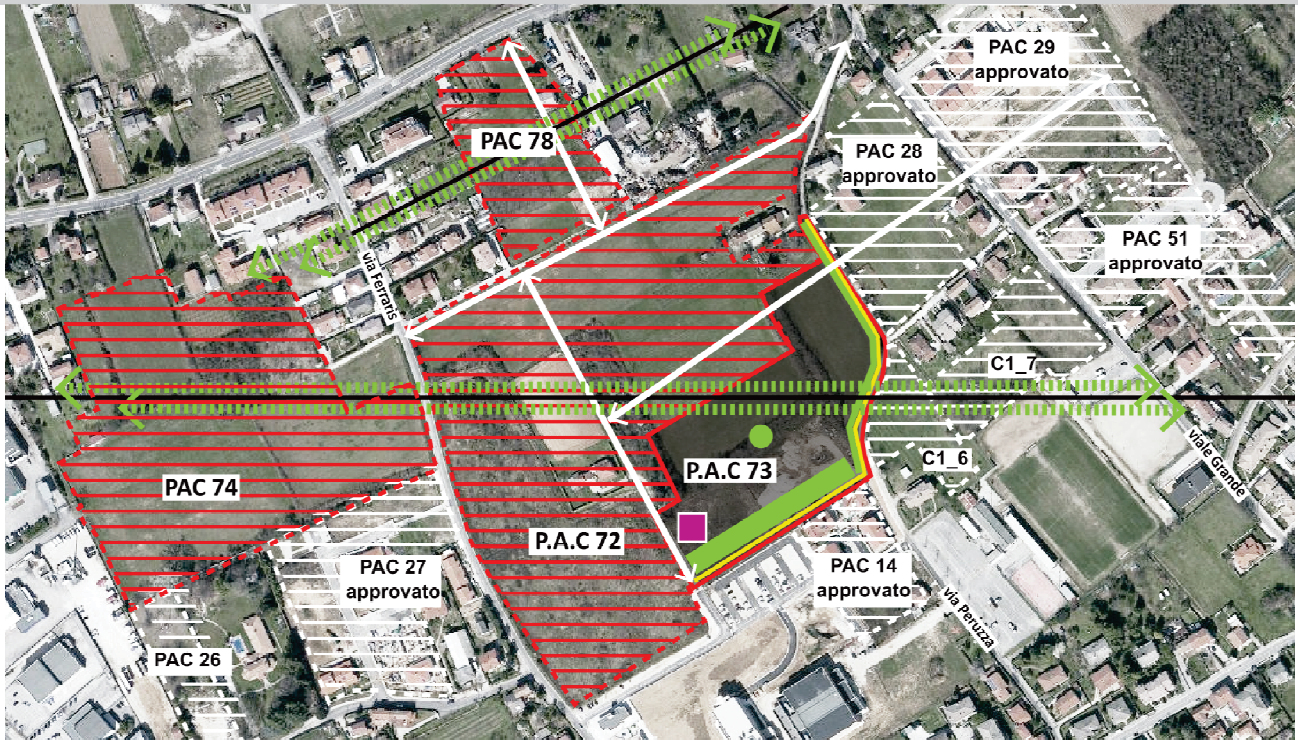 PAC 29
approvato
PAC 78
PAC 28
approvato
PAC 51
approvato
via Ferraris
C1_7
viale Grande
C1_6
P.A.C 73
PAC 74
P.A.C 72
PAC 27
approvato
PAC 14
approvato
via Peruzza
PAC 26